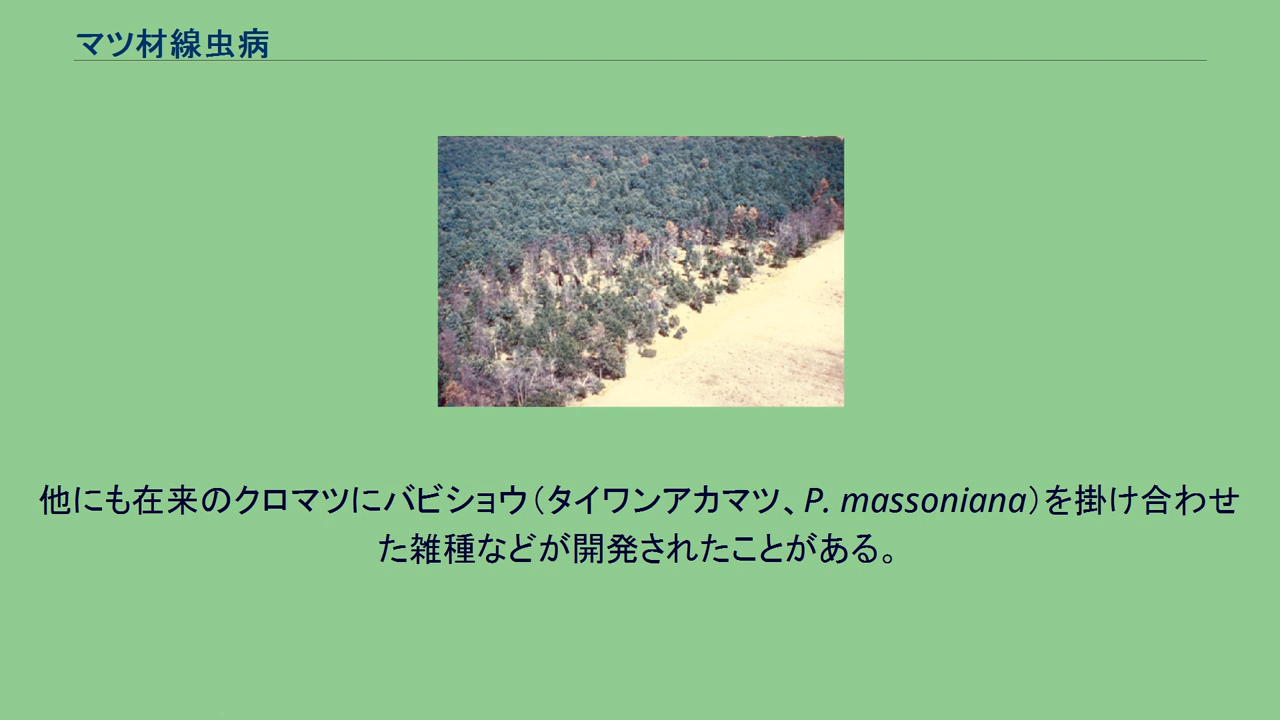 マツ材線虫病
他にも在来のクロマツにバビショウ（タイワンアカマツ、P. massoniana）を掛け合わせ
た雑種などが開発されたことがある。